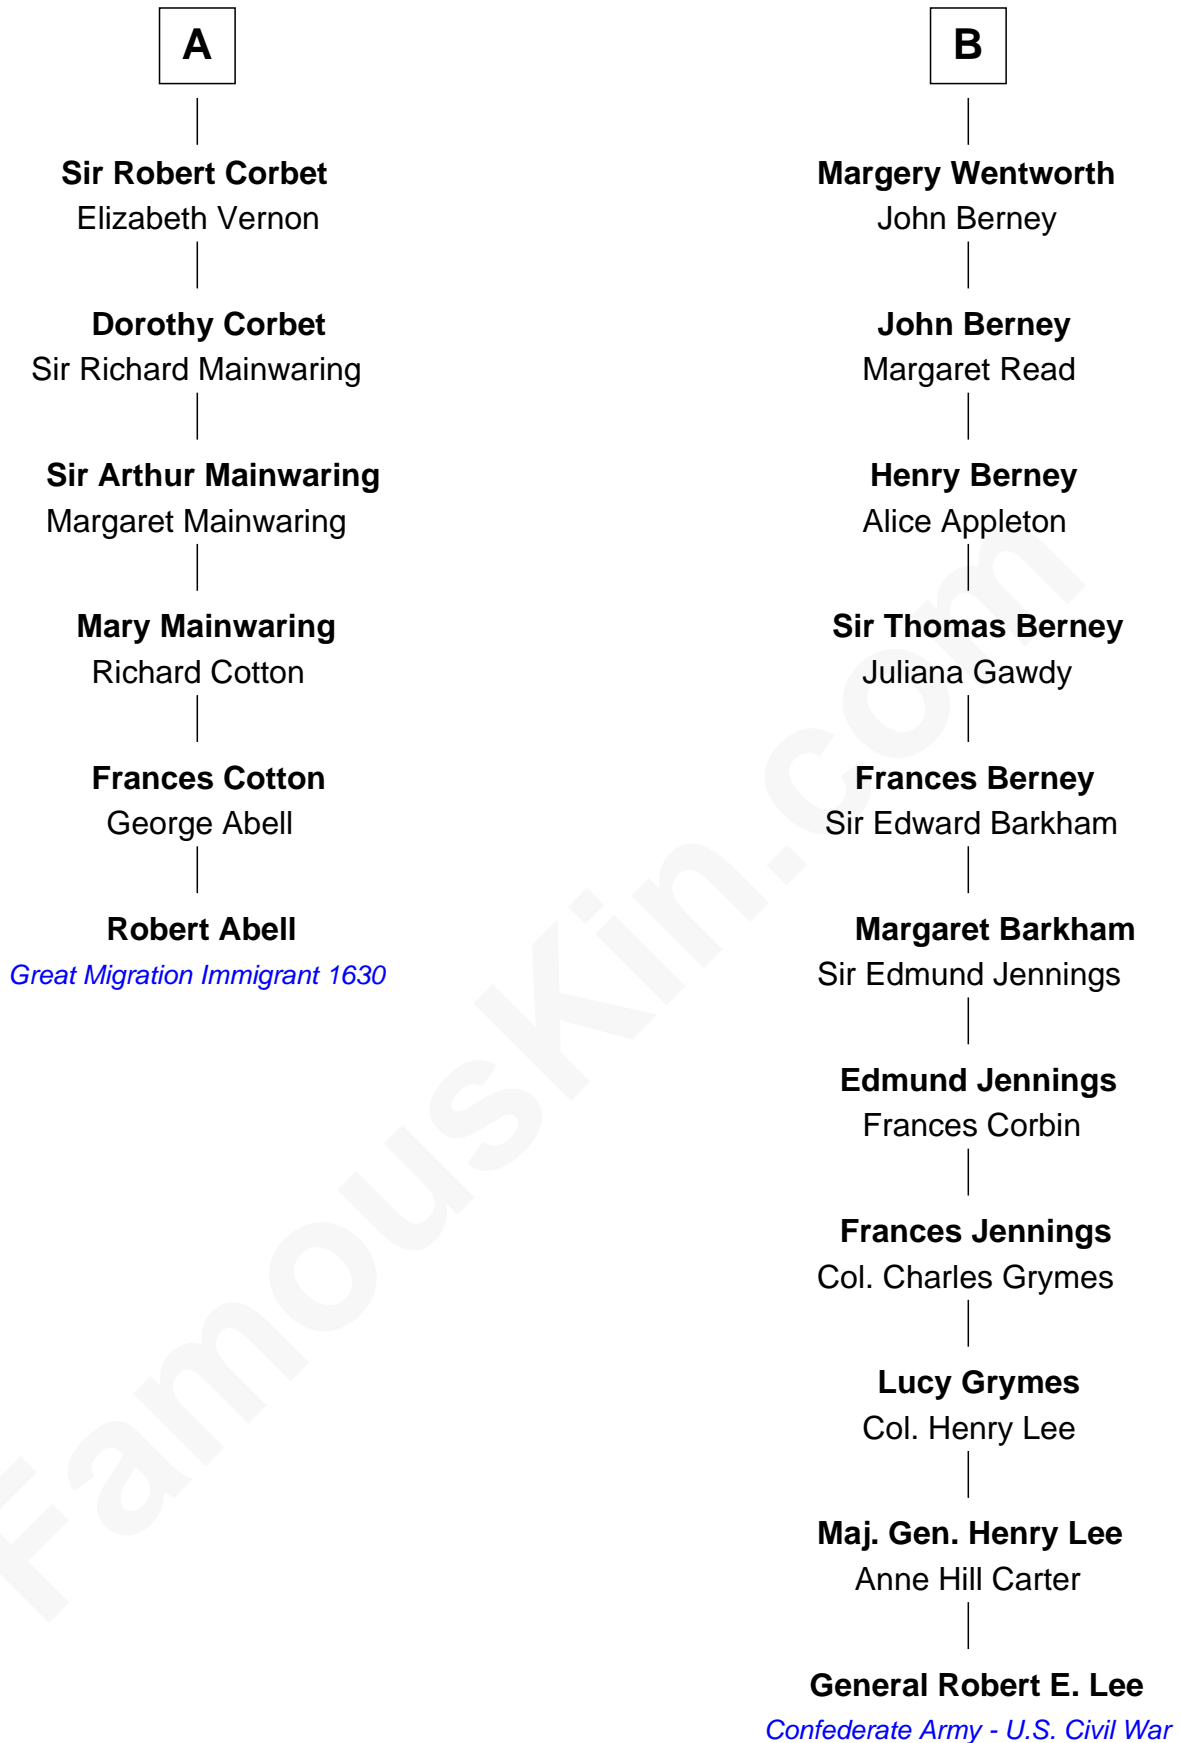 A
Sir Robert Corbet
Elizabeth Vernon
Dorothy Corbet
Sir Richard Mainwaring
Sir Arthur Mainwaring
Margaret Mainwaring
Mary Mainwaring
Richard Cotton
Frances Cotton
George Abell
Robert Abell
Great Migration Immigrant 1630
B
Margery Wentworth
John Berney
John Berney
Margaret Read
Henry Berney
Alice Appleton
Sir Thomas Berney
Juliana Gawdy
Frances Berney
Sir Edward Barkham
Margaret Barkham
Sir Edmund Jennings
Edmund Jennings
Frances Corbin
Frances Jennings
Col. Charles Grymes
Lucy Grymes
Col. Henry Lee
Maj. Gen. Henry Lee
Anne Hill Carter
General Robert E. Lee
Confederate Army - U.S. Civil War
FamousKin.com